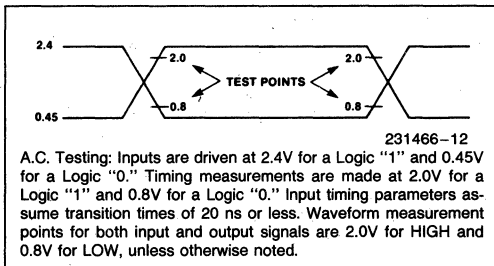 2.4
2.0
2.0
TEST POINTS
0.8
0.8
0.45
231466–12
A.C. Testing: Inputs are driven at 2.4V for a Logic “1” and 0.45V
for a Logic “0.” Timing measurements are made at 2.0V for a
Logic “1” and 0.8V for a Logic “0.” Input timing parameters as-
sume transition times of 20 ns or less. Waveform measurement
points for both input and output signals are 2.0V for HIGH and
0.8V for LOW, unless otherwise noted.